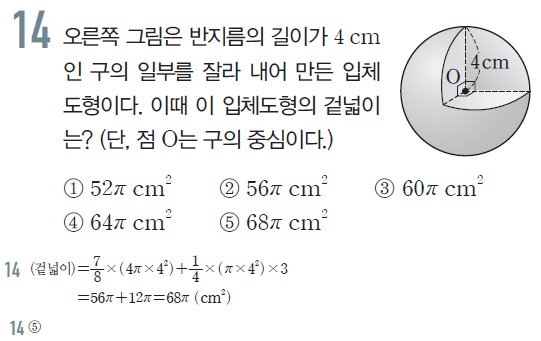 14 오른쪽 그림은 반지름의 길이가 4 cm
인 구의 일부를 잘라 내어 만든 입체
도형이다. 이때 이 입체도형의 겉넓이
는? (단, 점 O는 구의 중심이다.)
O 4cm
① 52π cm² ② 56π cm² ③ 60π cm²
④ 64π cm² ⑤ 68π cm²
14 (겉넓이)=7/8×(4π×4²)+1/4×(π×4²)×3
=56π+12π=68π (cm²)
14 ⑤